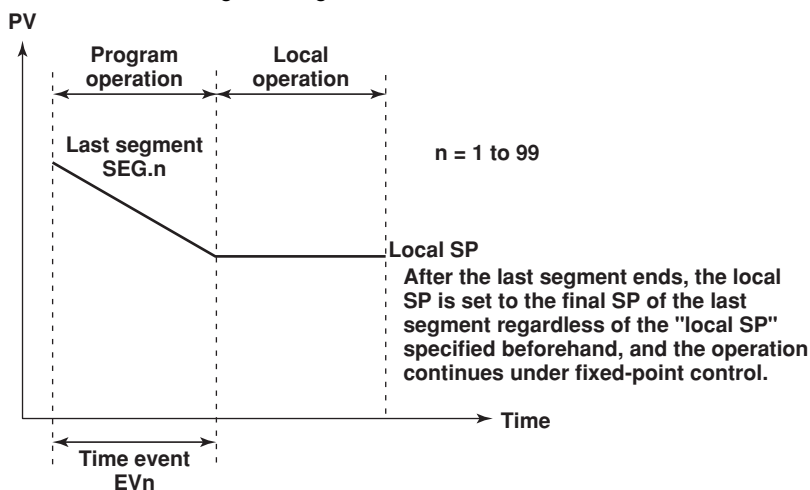 PV
Program
operation
Local
operation
Last segment
SEG.n
n = 1 to 99
Local SP
After the last segment ends, the local
SP is set to the final SP of the last
segment regardless of the "local SP"
specified beforehand, and the operation
continues under fixed-point control.
Time
Time event
EVn